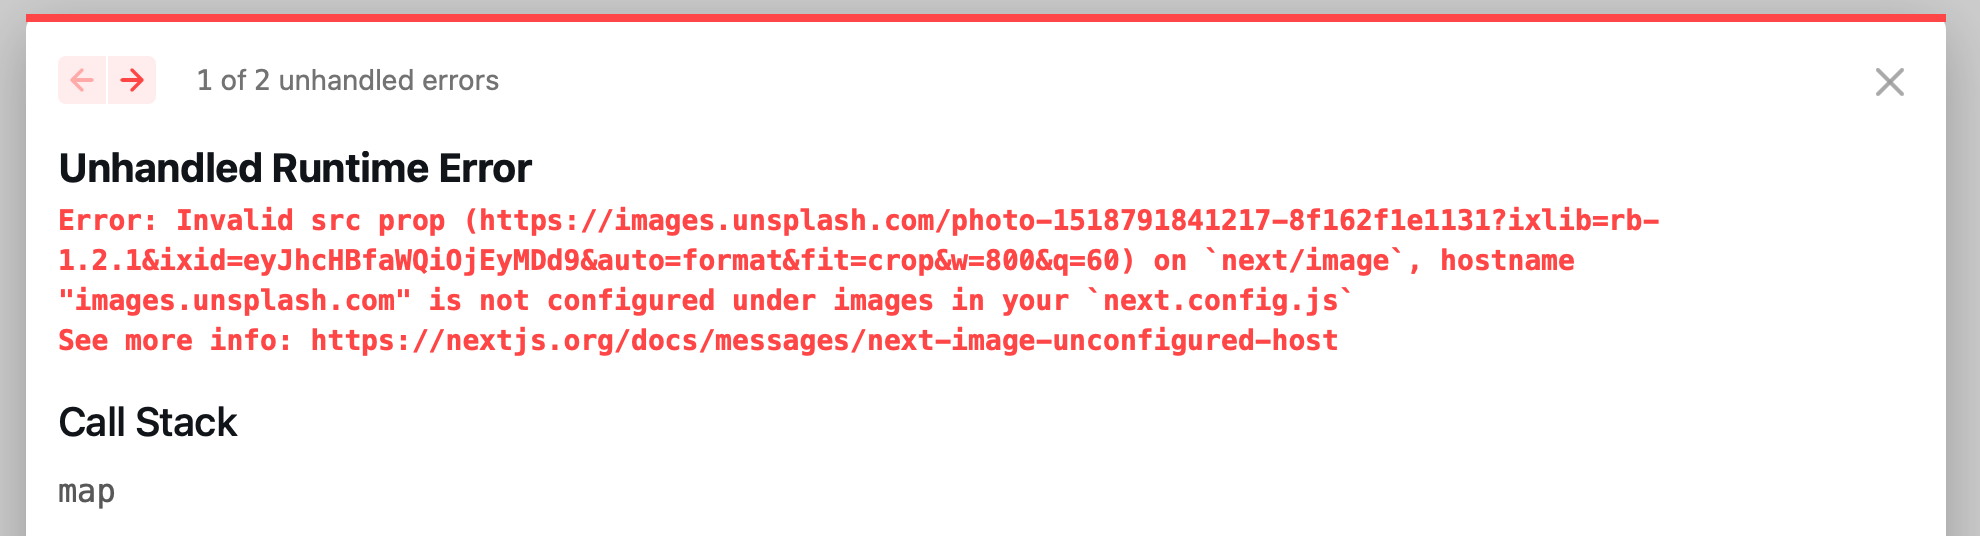 1 of 2 unhandled errors
Unhandled Runtime Error
Error: Invalid src prop (https://images.unsplash.com/photo-1518791841217-8f162f1e1131?ixlib=rb-
1.2.1&ixid=eyJhcHBfaWQiOjEyMDd9&auto=format&fit=crop&w=800&q=60) on `next/image`, hostname
"images.unsplash.com" is not configured under images in your `next.config.js`
See more info: https://nextjs.org/docs/messages/next-image-unconfigured-host
Call Stack
map